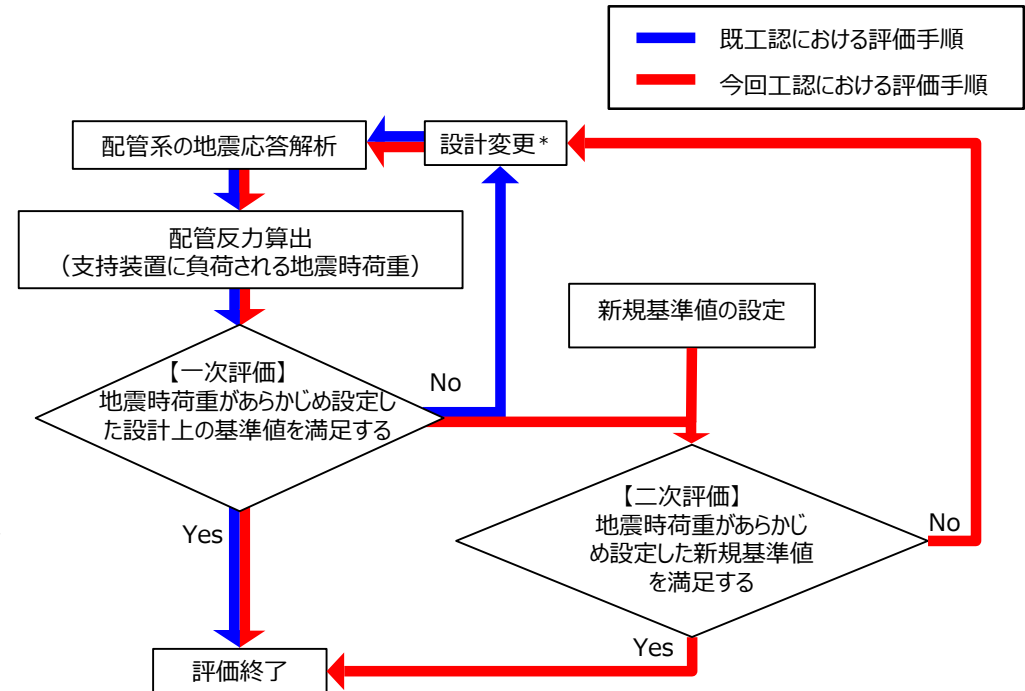 既工認における評価手順
今回工認における評価手順
配管系の地震応答解析
設計変更*
配管反力算出
（支持装置に負荷される地震時荷重）
新規基準値の設定
【一次評価】
地震時荷重があらかじめ設定し
た設計上の基準値を満足する
No
【二次評価】
地震時荷重があらかじ
め設定した新規基準値
を満足する
No
Yes
Yes
評価終了